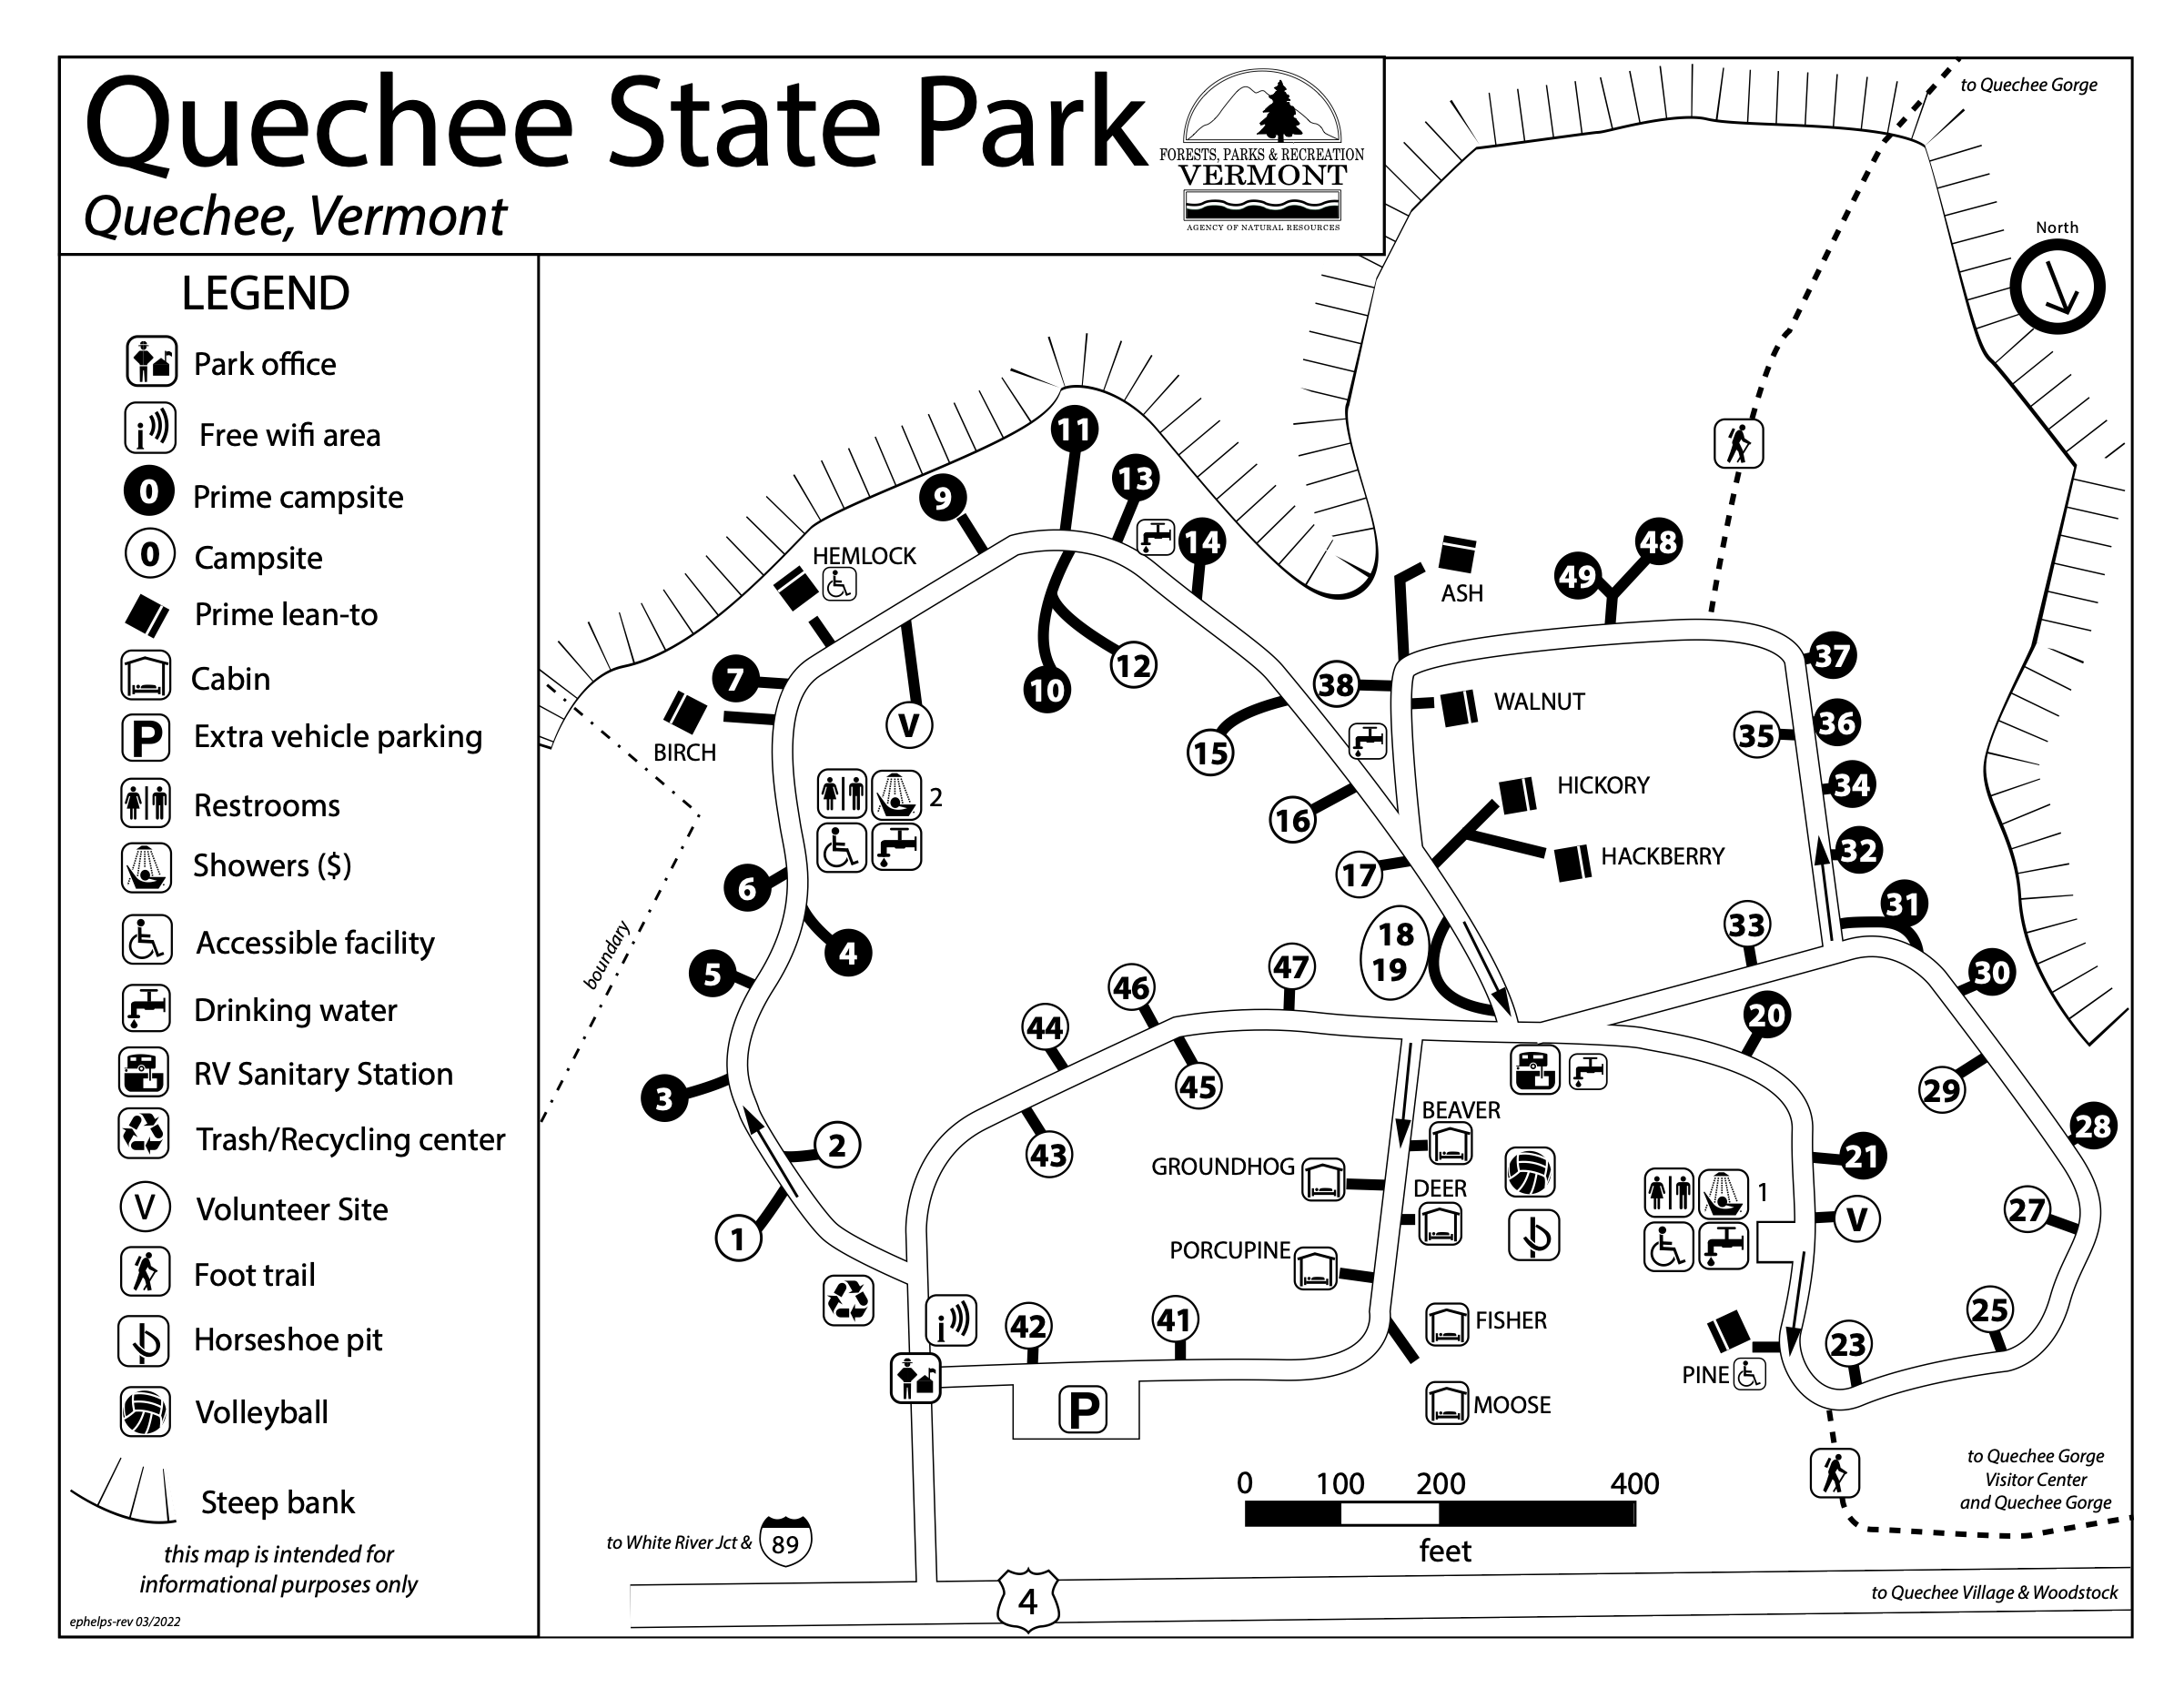 Quechee State Park
Quechee, Vermont
FORESTS, PARKS & RECREATION
VERMONT
AGENCY OF NATURAL RESOURCES
LEGEND
Park office
i Free wifi area
0 Prime campsite
0 Campsite
Prime lean-to
Cabin
P Extra vehicle parking
Restrooms
Showers ($)
Accessible facility
Drinking water
RV Sanitary Station
Trash/Recycling center
V Volunteer Site
Foot trail
Horseshoe pit
Volleyball
Steep bank
this map is intended for
informational purposes only
ephelps-rev 03/2022
to Quechee Gorge
North
11
13
9
14
HEMLOCK
ASH
49
48
12
10
7
BIRCH
V
37
38
WALNUT
15
35
36
HICKORY
34
2
16
HACKBERRY
32
17
6
4
18
19
33
31
boundary
5
46
47
30
44
20
45
29
3
43
BEAVER
28
2
21
GROUNDHOG
DEER
1
V
27
1
PORCUPINE
i
42
41
FISHER
25
23
PINE
P
MOOSE
to Quechee Gorge
Visitor Center
and Quechee Gorge
0 100 200 400
feet
to White River Jct & 89
4
to Quechee Village & Woodstock